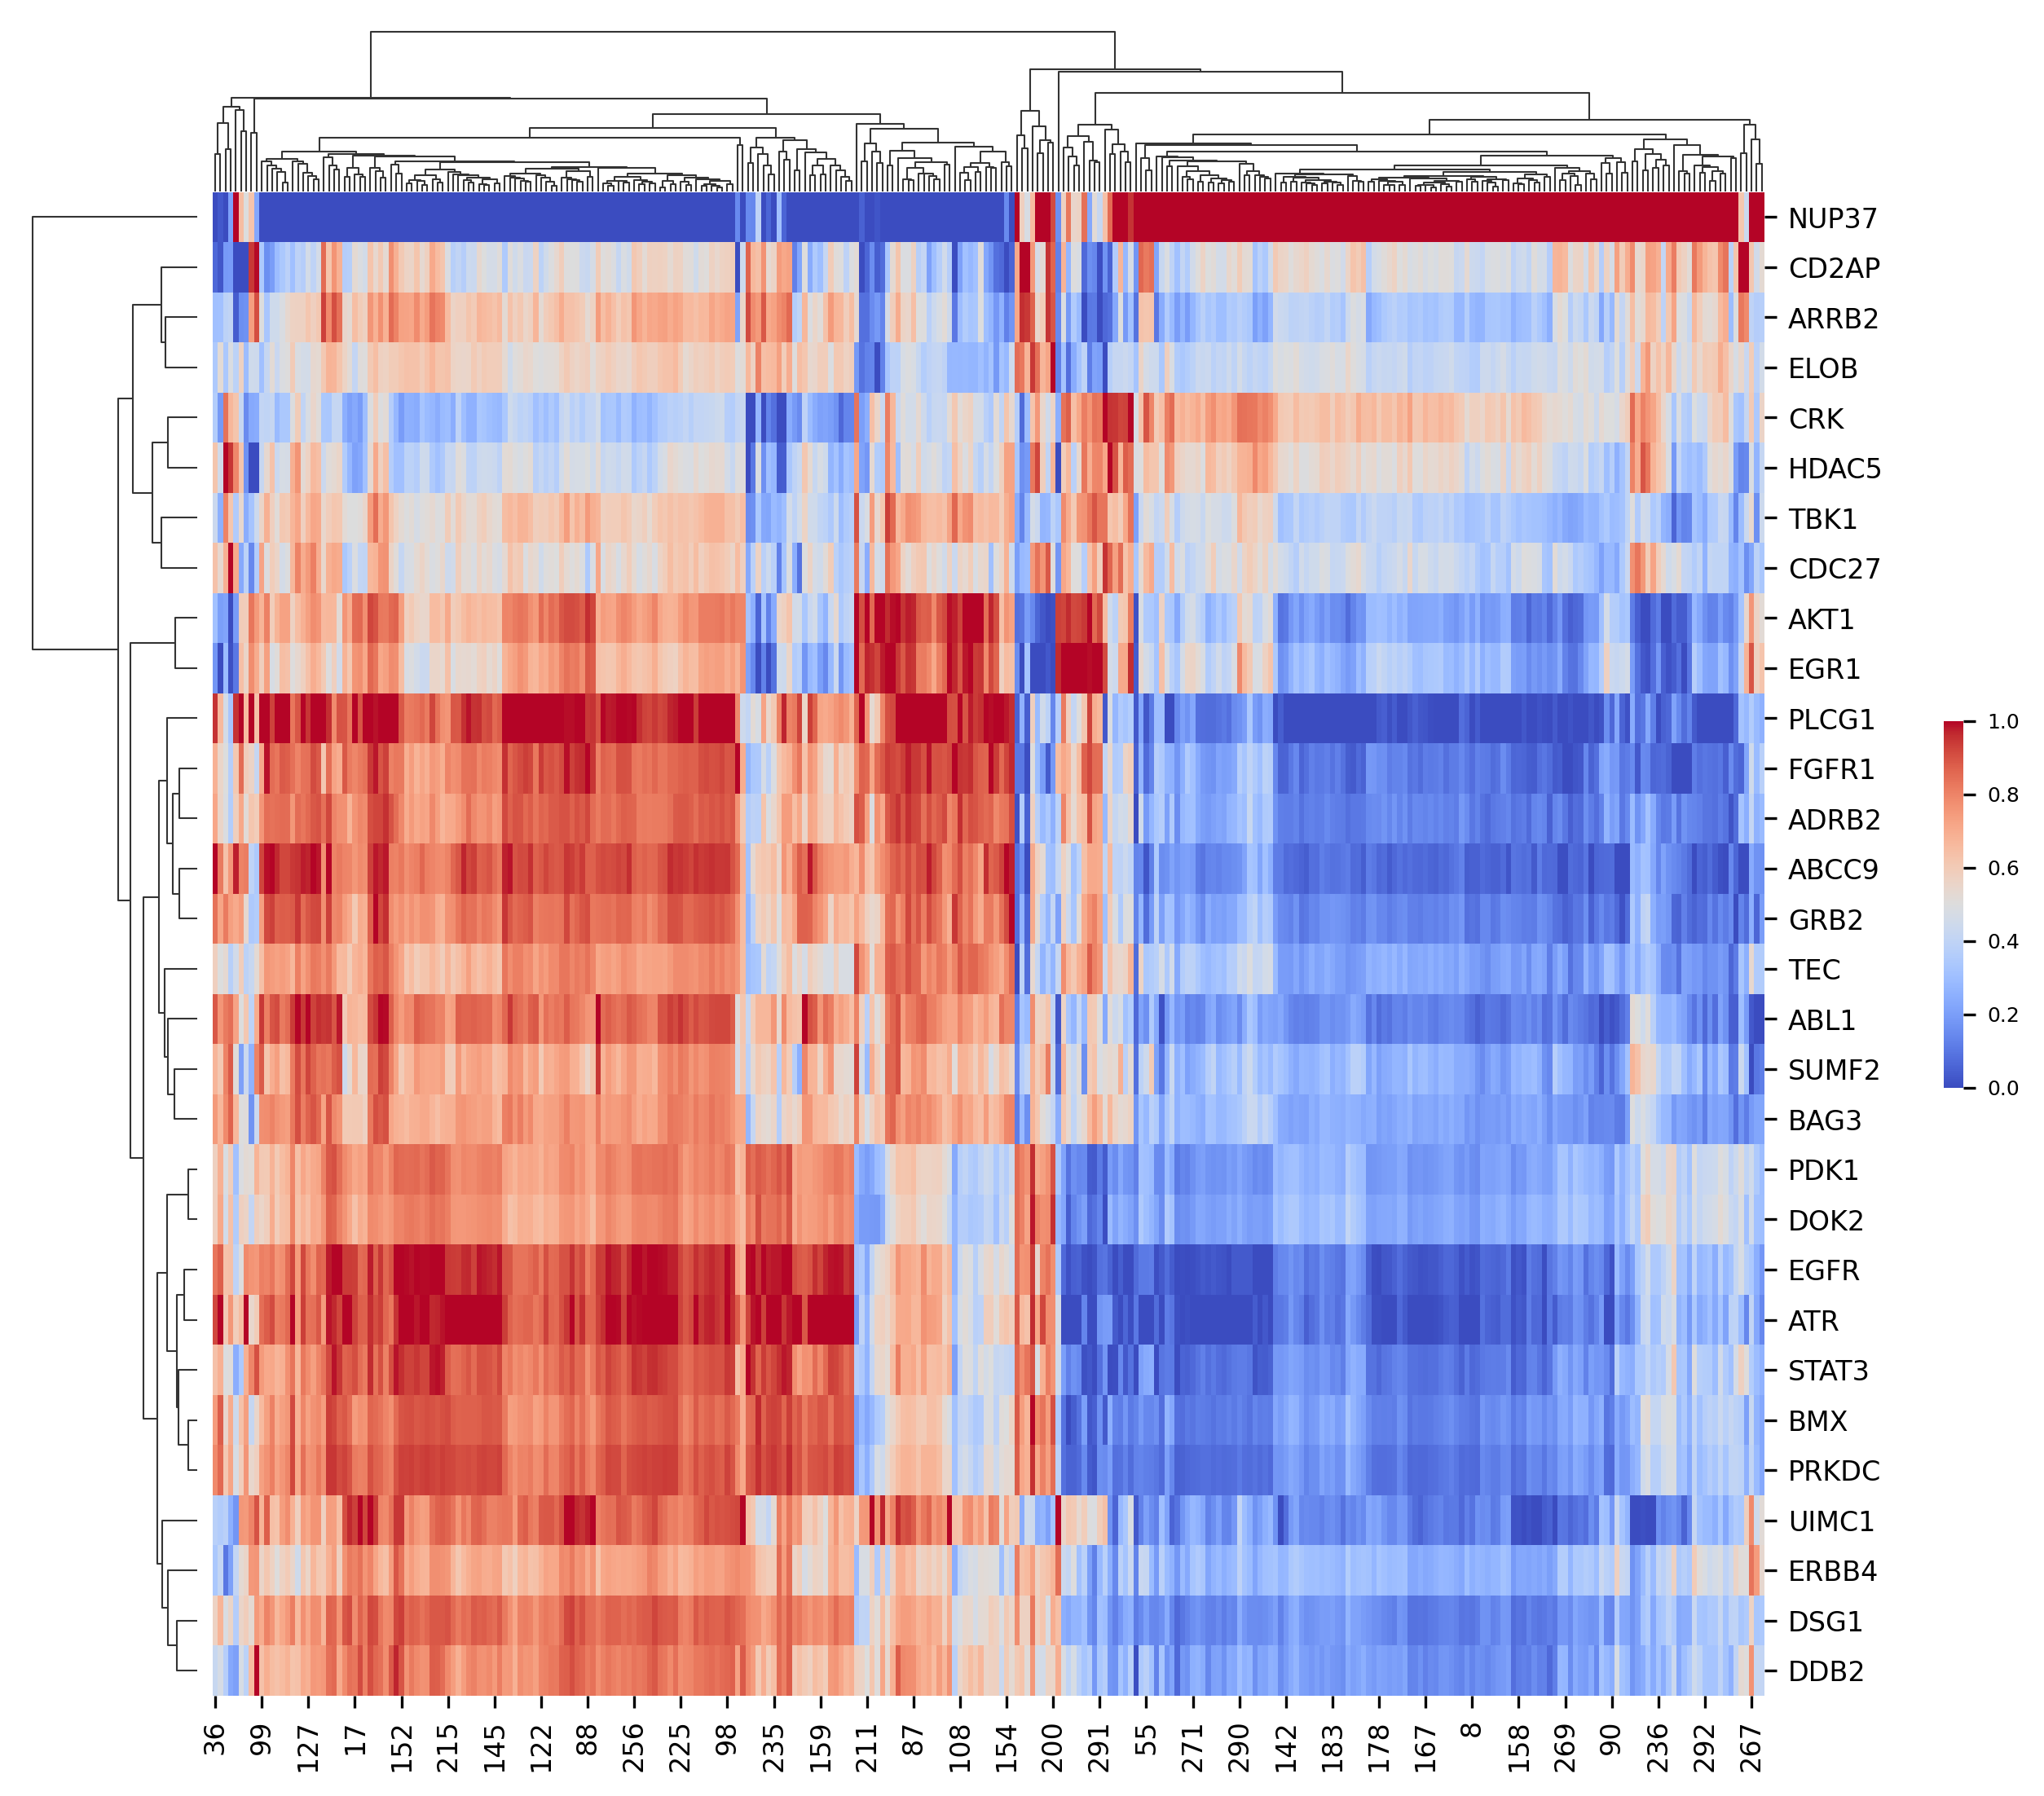 NUP37
CD2AP
ARRB2
ELOB
CRK
HDAC5
TBK1
CDC27
AKT1
EGR1
PLCG1
FGFR1
ADRB2
ABCC9
GRB2
TEC
ABL1
SUMF2
BAG3
PDK1
DOK2
EGFR
ATR
STAT3
BMX
PRKDC
UIMC1
ERBB4
DSG1
DDB2
1.0
0.8
0.6
0.4
0.2
0.0
36 99 127 17 152 215 145 122 88 256 225 98 235 159 211 87 108 154 200 291 55 271 290 142 183 178 167 8 158 269 90 236 292 267